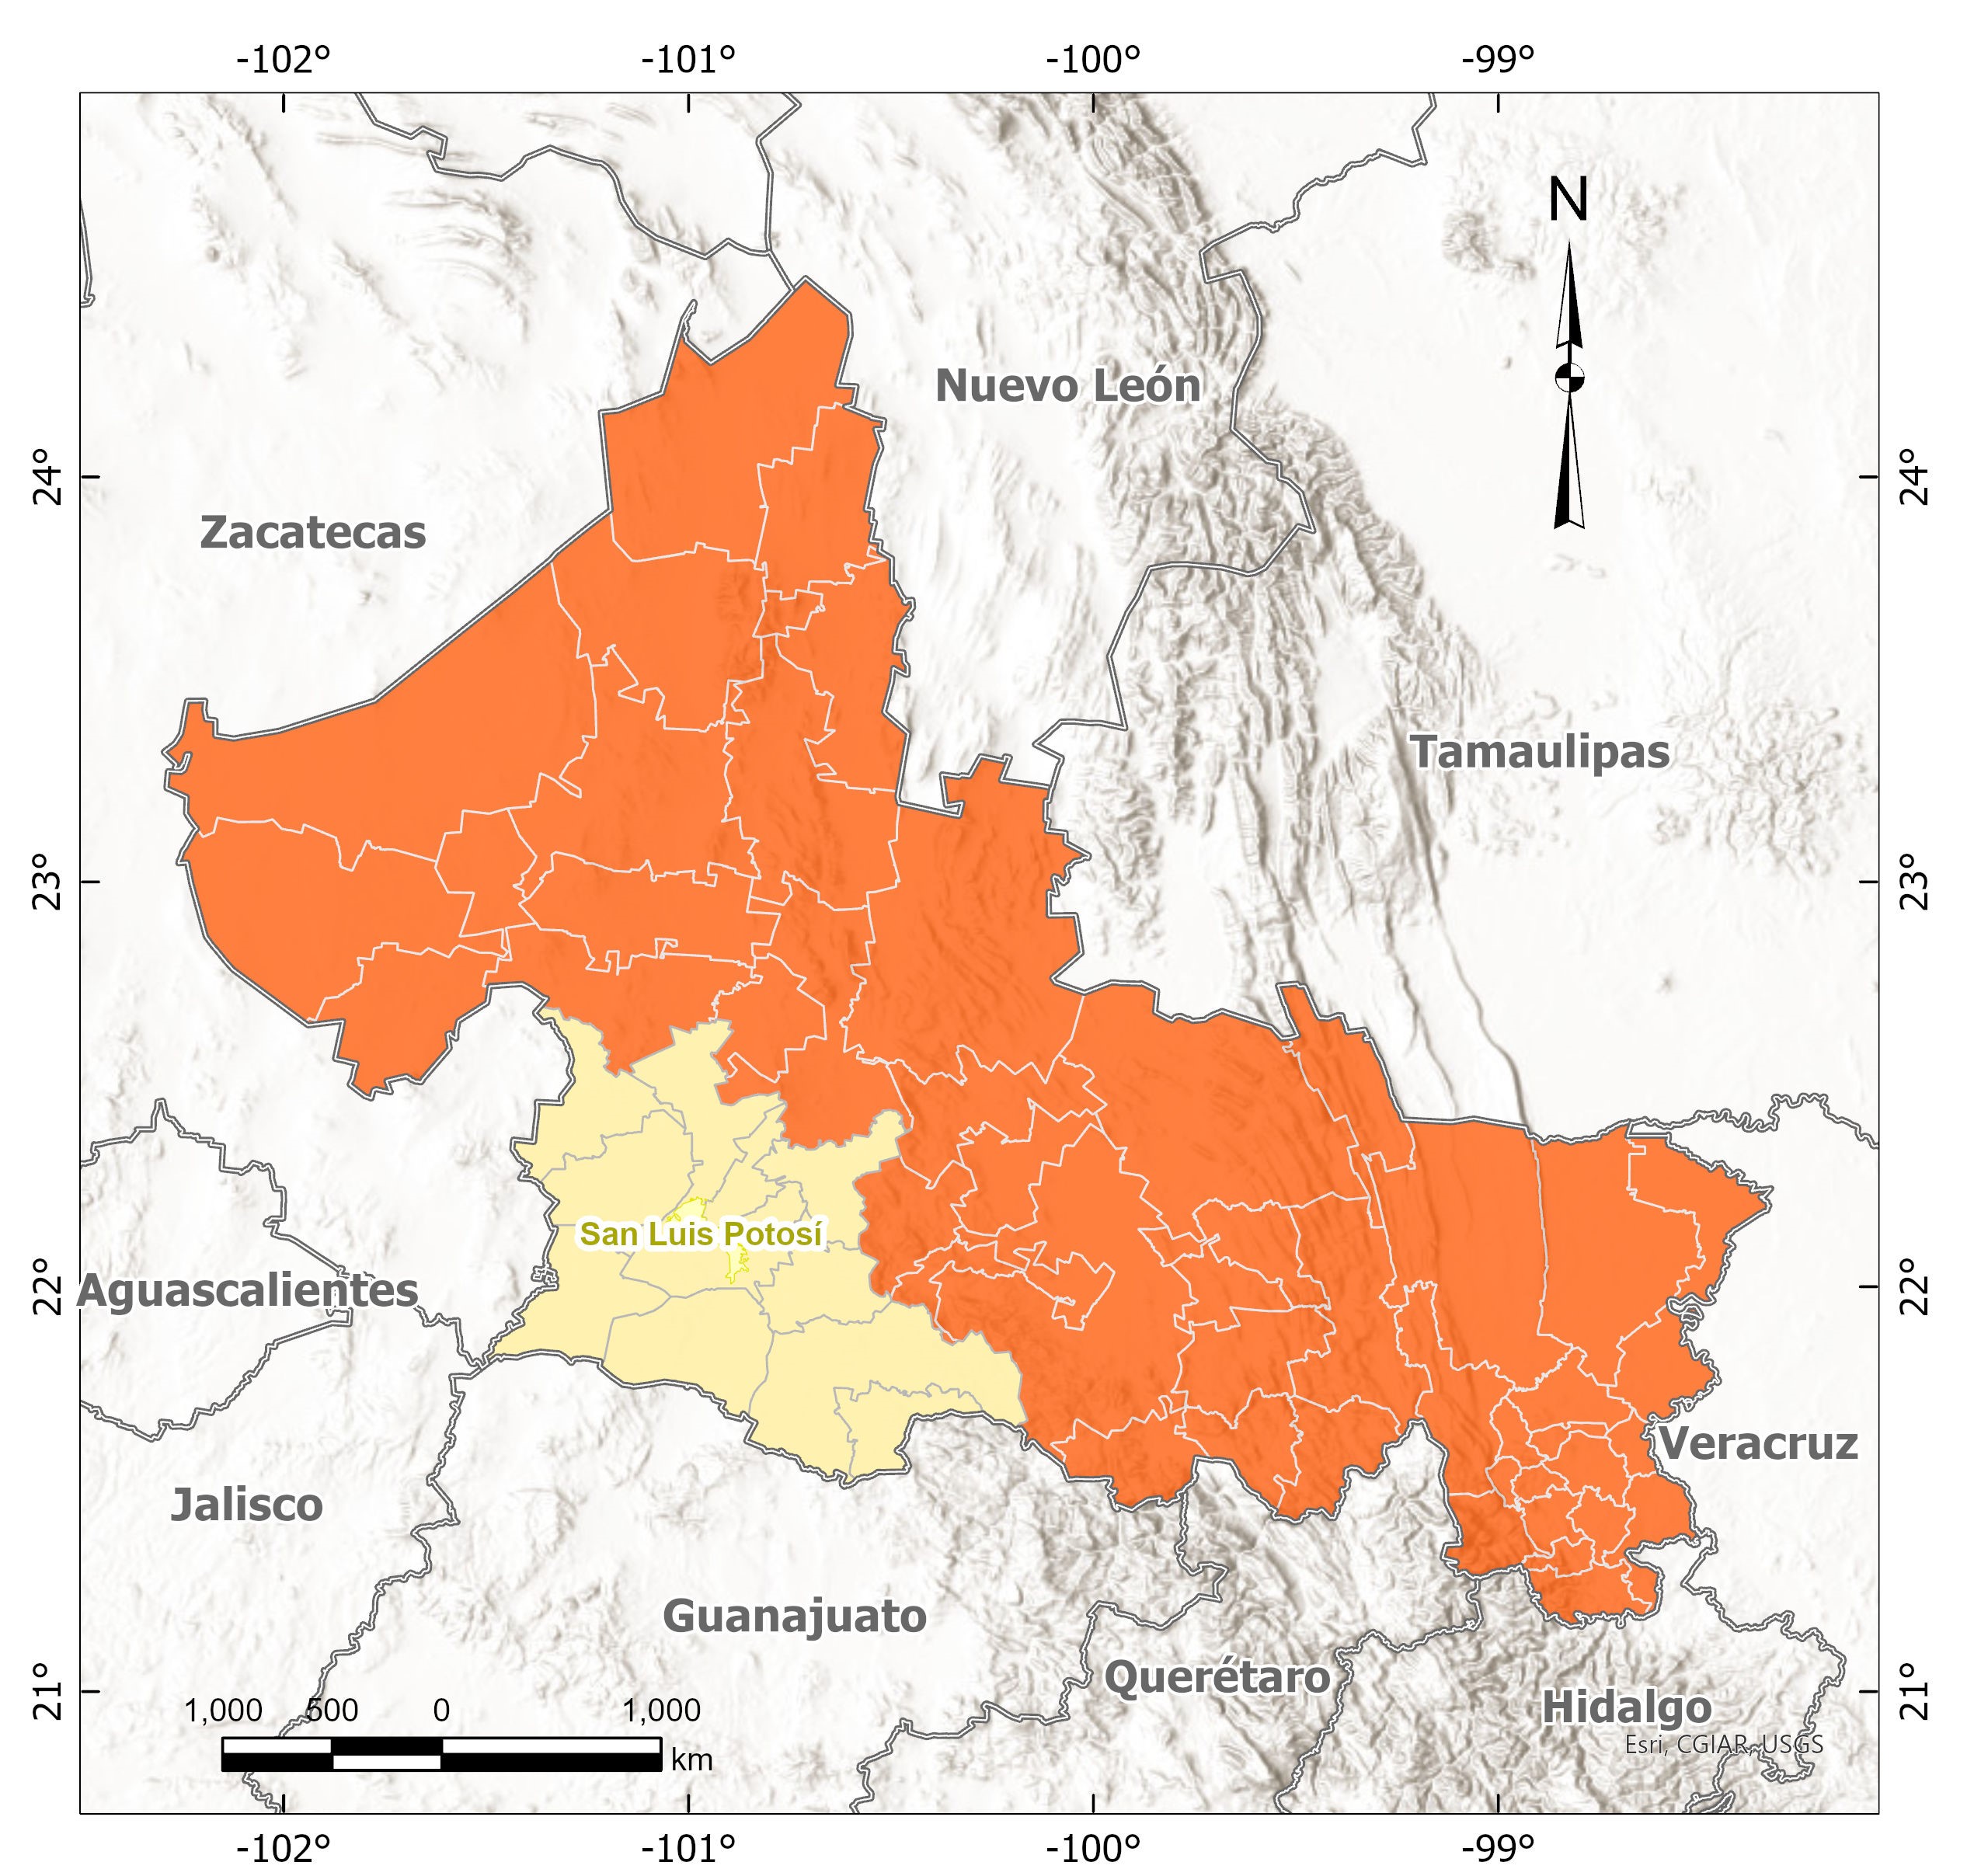 -102° -101° -100° -99°
N
Nuevo León
24° 24°
Zacatecas
Tamaulipas
23° 23°
San Luis Potosí
22° 22°
Aguascalientes
Veracruz
Jalisco
Guanajuato
Querétaro
21° 21°
Hidalgo
1,000 500 0 1,000
km
Esri, CGIAR, USGS
-102° -101° -100° -99°